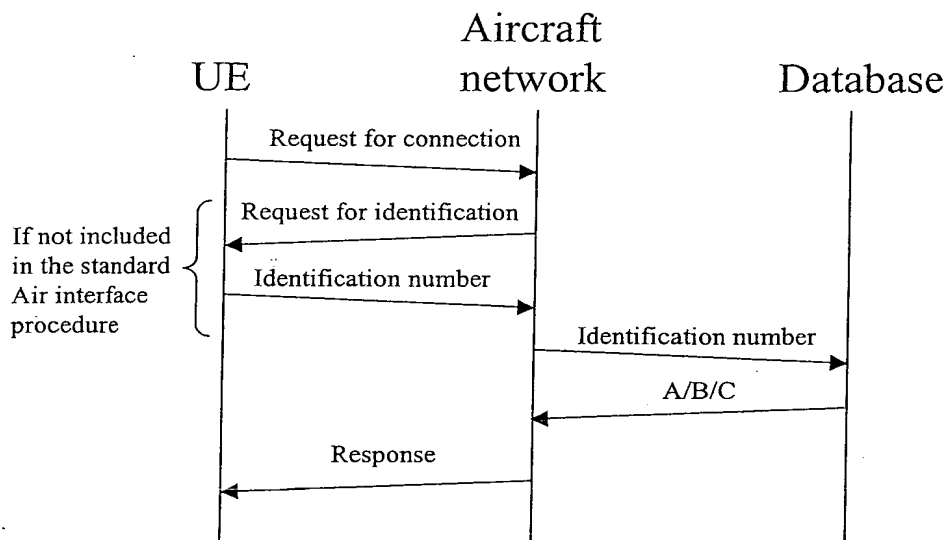 UE
Aircraft
network
Database
Request for connection
Request for identification
If not included
in the standard
Air interface
procedure
Identification number
Identification number
A/B/C
Response